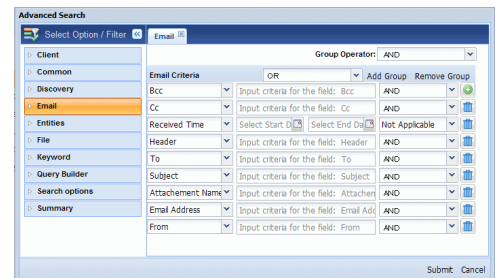 Advanced Search
Select Option / Filter
Email
Client
Common
Discovery
Email
Entities
File
Keyword
Query Builder
Search options
Summary
Group Operator: AND
Email Criteria OR Add Group Remove Group
Bcc Input criteria for the field: Bcc AND
Cc Input criteria for the field: Cc AND
Received Time Select Start D Select End Da Not Applicable
Header Input criteria for the field: Header AND
To Input criteria for the field: To AND
Subject Input criteria for the field: Subject AND
Attachement Name Input criteria for the field: Attachen AND
Email Address Input criteria for the field: Email Add AND
From Input criteria for the field: From AND
Submit Cancel